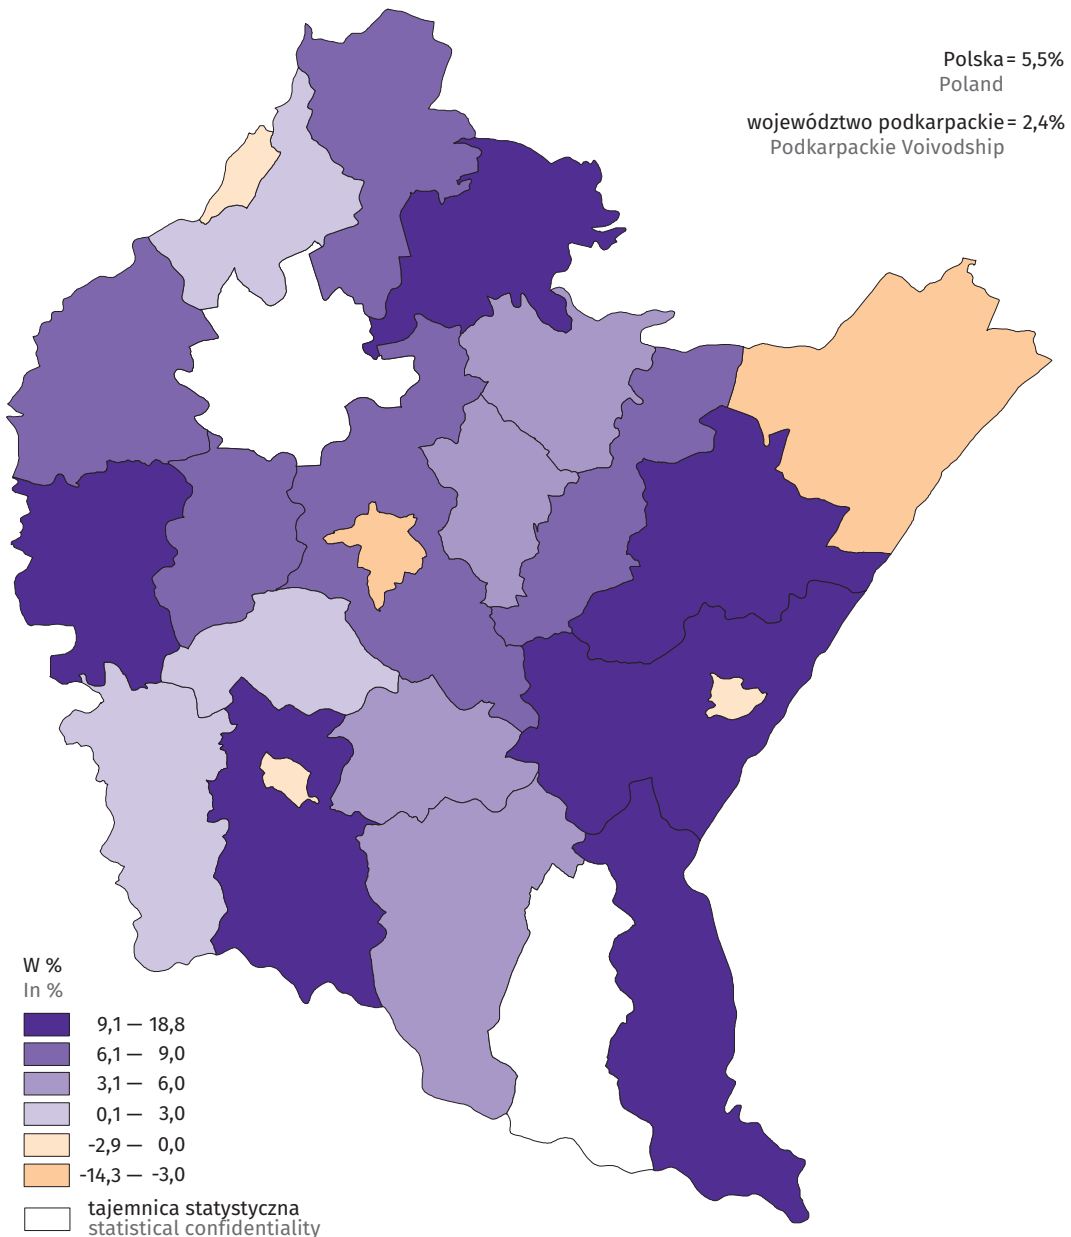 Polska = 5,5%
Poland
województwo podkarpackie = 2,4%
Podkarpackie Voivodship
W %
In %
9,1 — 18,8
6,1 — 9,0
3,1 — 6,0
0,1 — 3,0
-2,9 — 0,0
-14,3 — -3,0
tajemnica statystyczna
statistical confidentiality